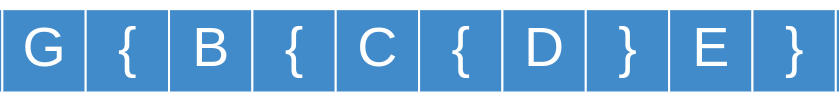 G { B { C { D } E }